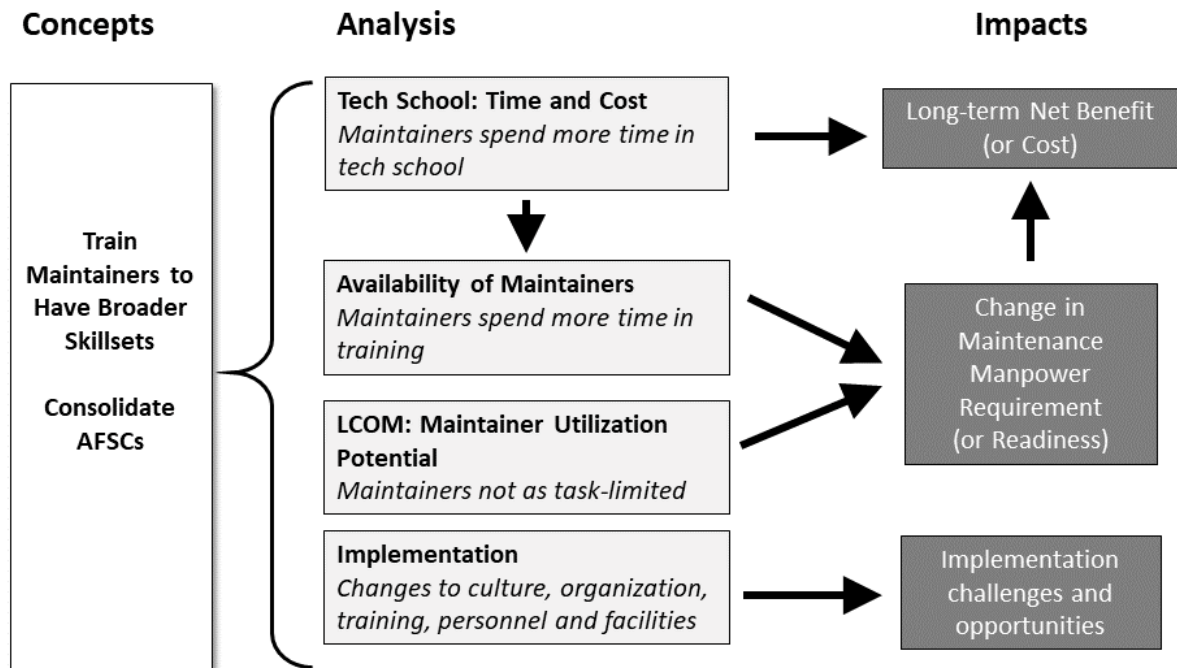 Concepts
Analysis
Impacts
Train
Maintainers to
Have Broader
Skillsets
Consolidate
AFSCs
Tech School: Time and Cost
Maintainers spend more time in
tech school
Availability of Maintainers
Maintainers spend more time in
training
LCOM: Maintainer Utilization
Potential
Maintainers not as task-limited
Implementation
Changes to culture, organization,
training, personnel and facilities
Long-term Net Benefit
(or Cost)
Change in
Maintenance
Manpower
Requirement
(or Readiness)
Implementation
challenges and
opportunities